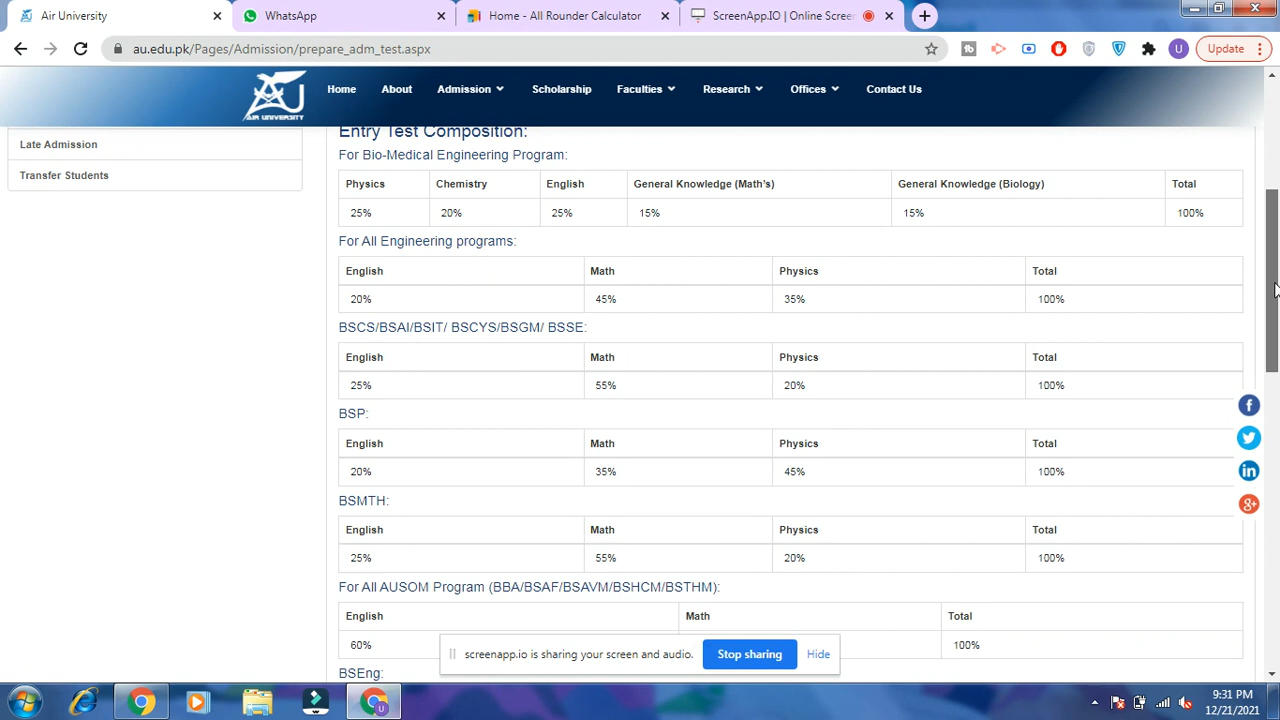 Air University
WhatsApp
Home - All Rounder Calculator
ScreenApp.IO | Online Screen
au.edu.pk/Pages/Admission/prepare_adm_test.aspx
U
Update
AIR UNIVERSITY
Home About Admission Scholarship Faculties Research Offices Contact Us
Late Admission
Transfer Students
Entry Test Composition:
For Bio-Medical Engineering Program:
Physics Chemistry English General Knowledge (Math's) General Knowledge (Biology) Total
25% 20% 25% 15% 15% 100%
For All Engineering programs:
English Math Physics Total
20% 45% 35% 100%
BSCS/BSAI/BSIT/ BSCYS/BSGM/ BSSE:
English Math Physics Total
25% 55% 20% 100%
BSP:
English Math Physics Total
20% 35% 45% 100%
BSMTH:
English Math Physics Total
25% 55% 20% 100%
For All AUSOM Program (BBA/BSAF/BSAVM/BSHCM/BSTHM):
English Math Total
60% 100%
screenapp.io is sharing your screen and audio. Stop sharing Hide
BSEng:
9:31 PM
12/21/2021